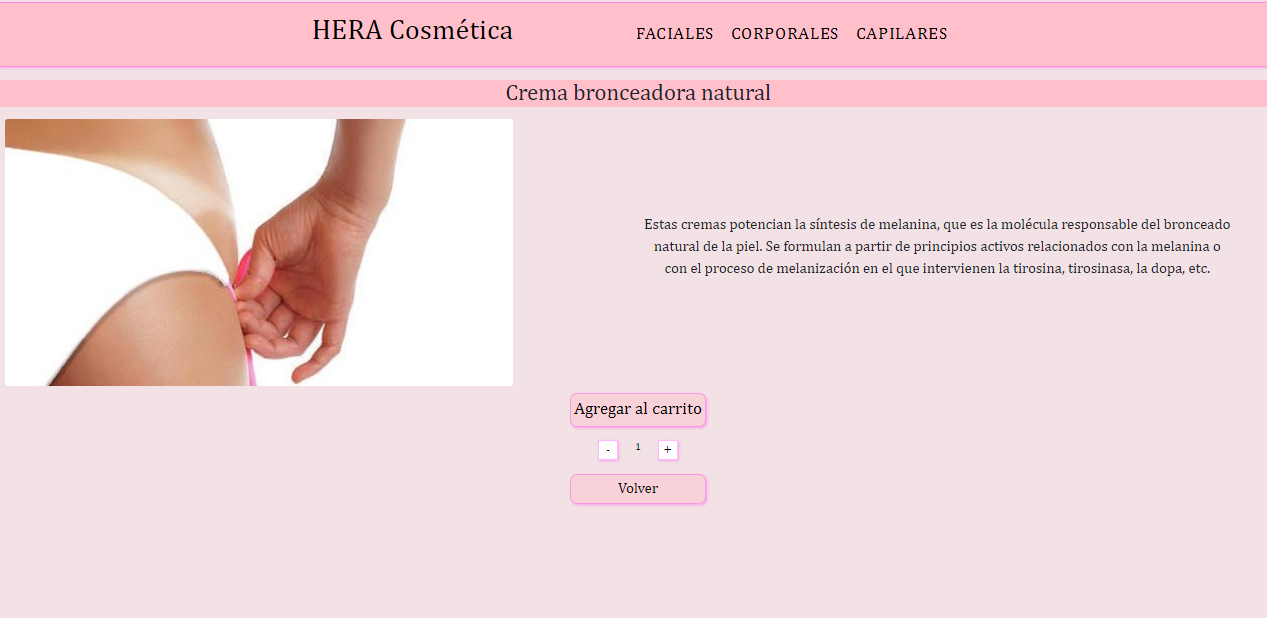 HERA Cosmética
FACIALES CORPORALES CAPILARES
Crema bronceadora natural
Estas cremas potencian la síntesis de melanina, que es la molécula responsable del bronceado
natural de la piel. Se formulan a partir de principios activos relacionados con la melanina o
con el proceso de melanización en el que intervienen la tirosina, tirosinasa, la dopa, etc.
Agregar al carrito
- 1 +
Volver